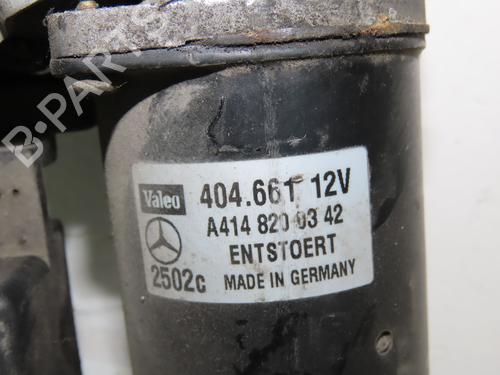 B-PARTS
Valeo 404.661 12V
A414 820 03 42
ENTSTOERT
2502c MADE IN GERMANY